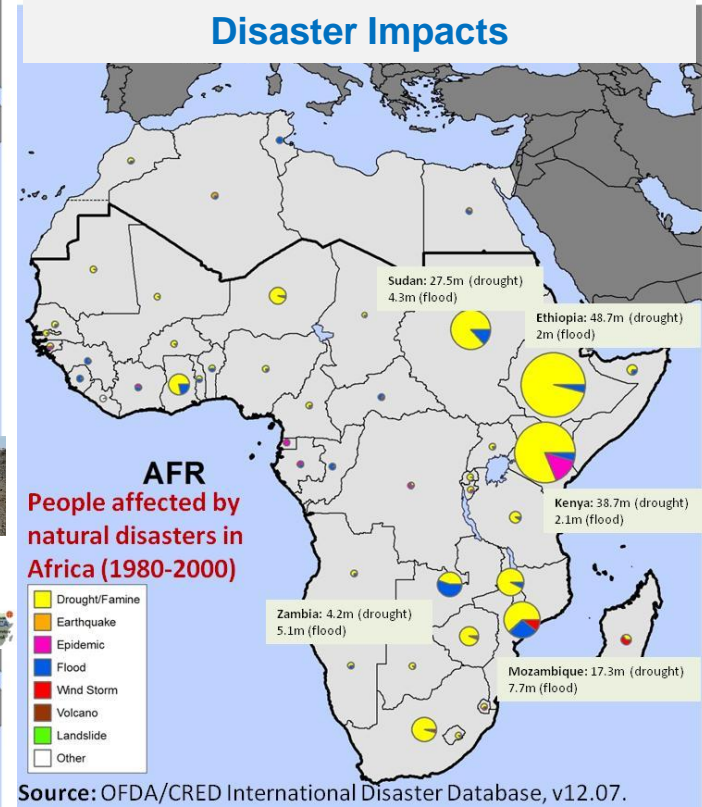 Disaster Impacts
Sudan: 27.5m (drought)
4.3m (flood)
Ethiopia: 48.7m (drought)
2m (flood)
AFR
People affected by
natural disasters in
Africa (1980-2000)
Kenya: 38.7m (drought)
2.1m (flood)
Drought/Famine
Earthquake
Epidemic
Flood
Wind Storm
Volcano
Landslide
Other
Zambia: 4.2m (drought)
5.1m (flood)
Mozambique: 17.3m (drought)
7.7m (flood)
Source: OFDA/CRED International Disaster Database, v12.07.